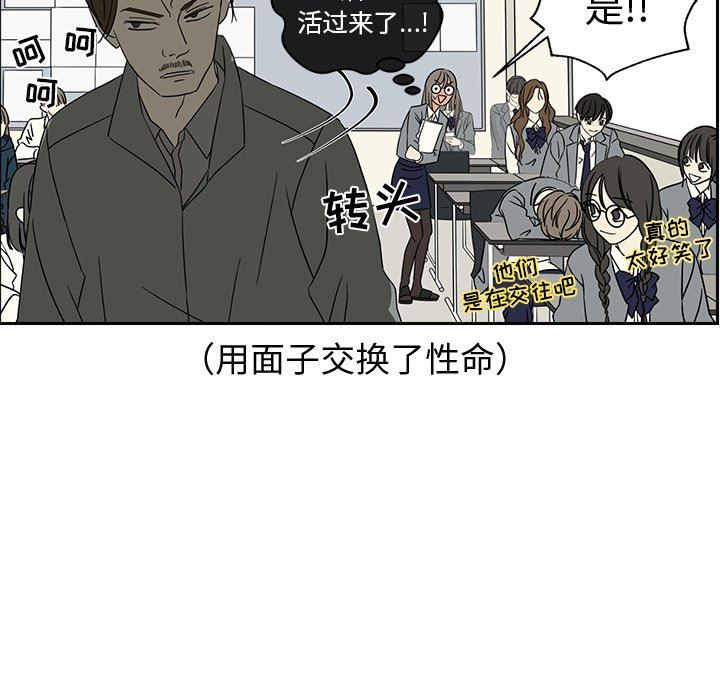 活过来了...!
是!!
呵呵
呵呵
转头
他们
是在交往吧
真的
太好笑了
（用面子交换了性命）